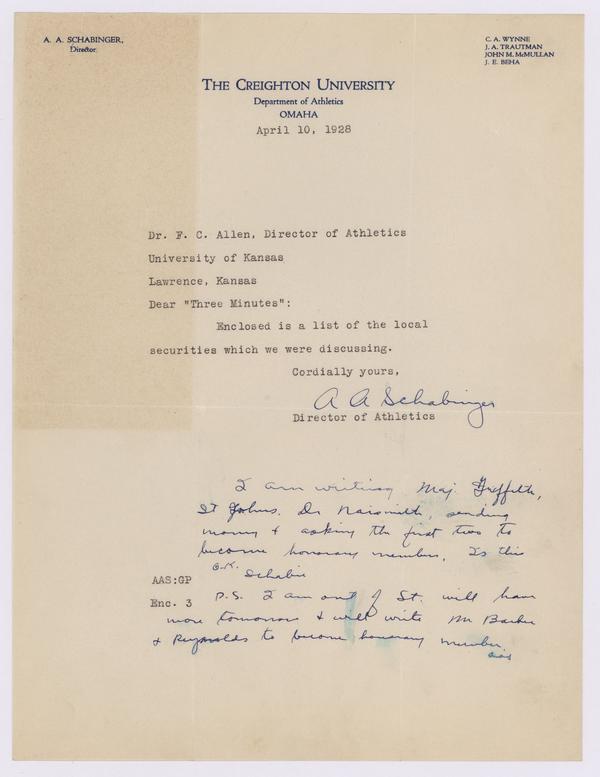 A. A. SCHABINGER,
Director.
C. A. WYNNE
J. A. TRAUTMAN
JOHN M. McMULLAN
J. E. BEHA
THE CREIGHTON UNIVERSITY
Department of Athletics
OMAHA
April 10, 1928
Dr. F. C. Allen, Director of Athletics
University of Kansas
Lawrence, Kansas
Dear "Three Minutes":
Enclosed is a list of the local
securities which we were discussing.
Cordially yours,
A A Schabinger
Director of Athletics
I am writing Maj. Griffith,
St Johns. Dr Naismith, sending
money & asking the first two to
become honorary members. Is this
O.K. Schabie
AAS:GP
Enc. 3
P.S. I am out of St. will have
more tomorrow & will write Mr
& Reynolds to become honorary member